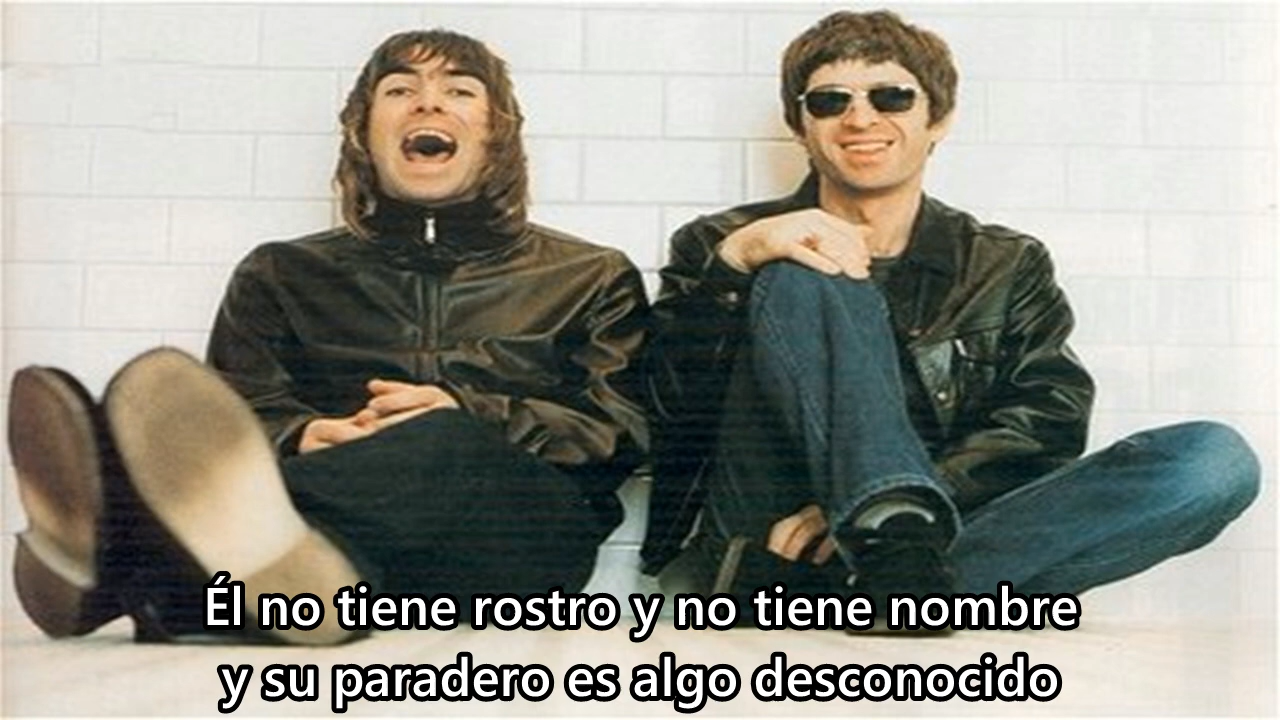 Él no tiene rostro y no tiene nombre
y su paradero es algo desconocido